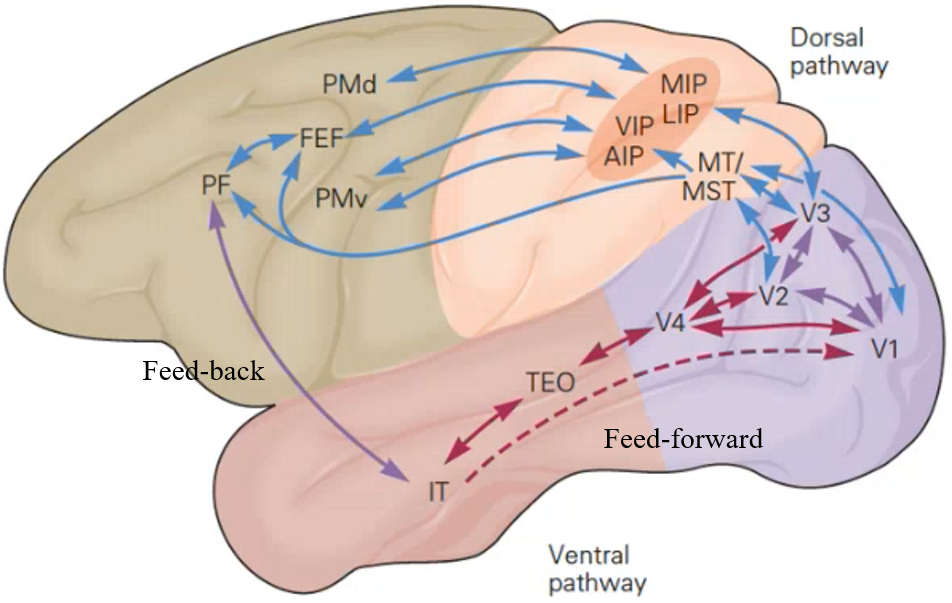 Dorsal
pathway
PMd
MIP
LIP
VIP
AIP
FEF
PF
PMv
MT/
MST
V3
V2
V4
V1
Feed-back
TEO
Feed-forward
IT
Ventral
pathway